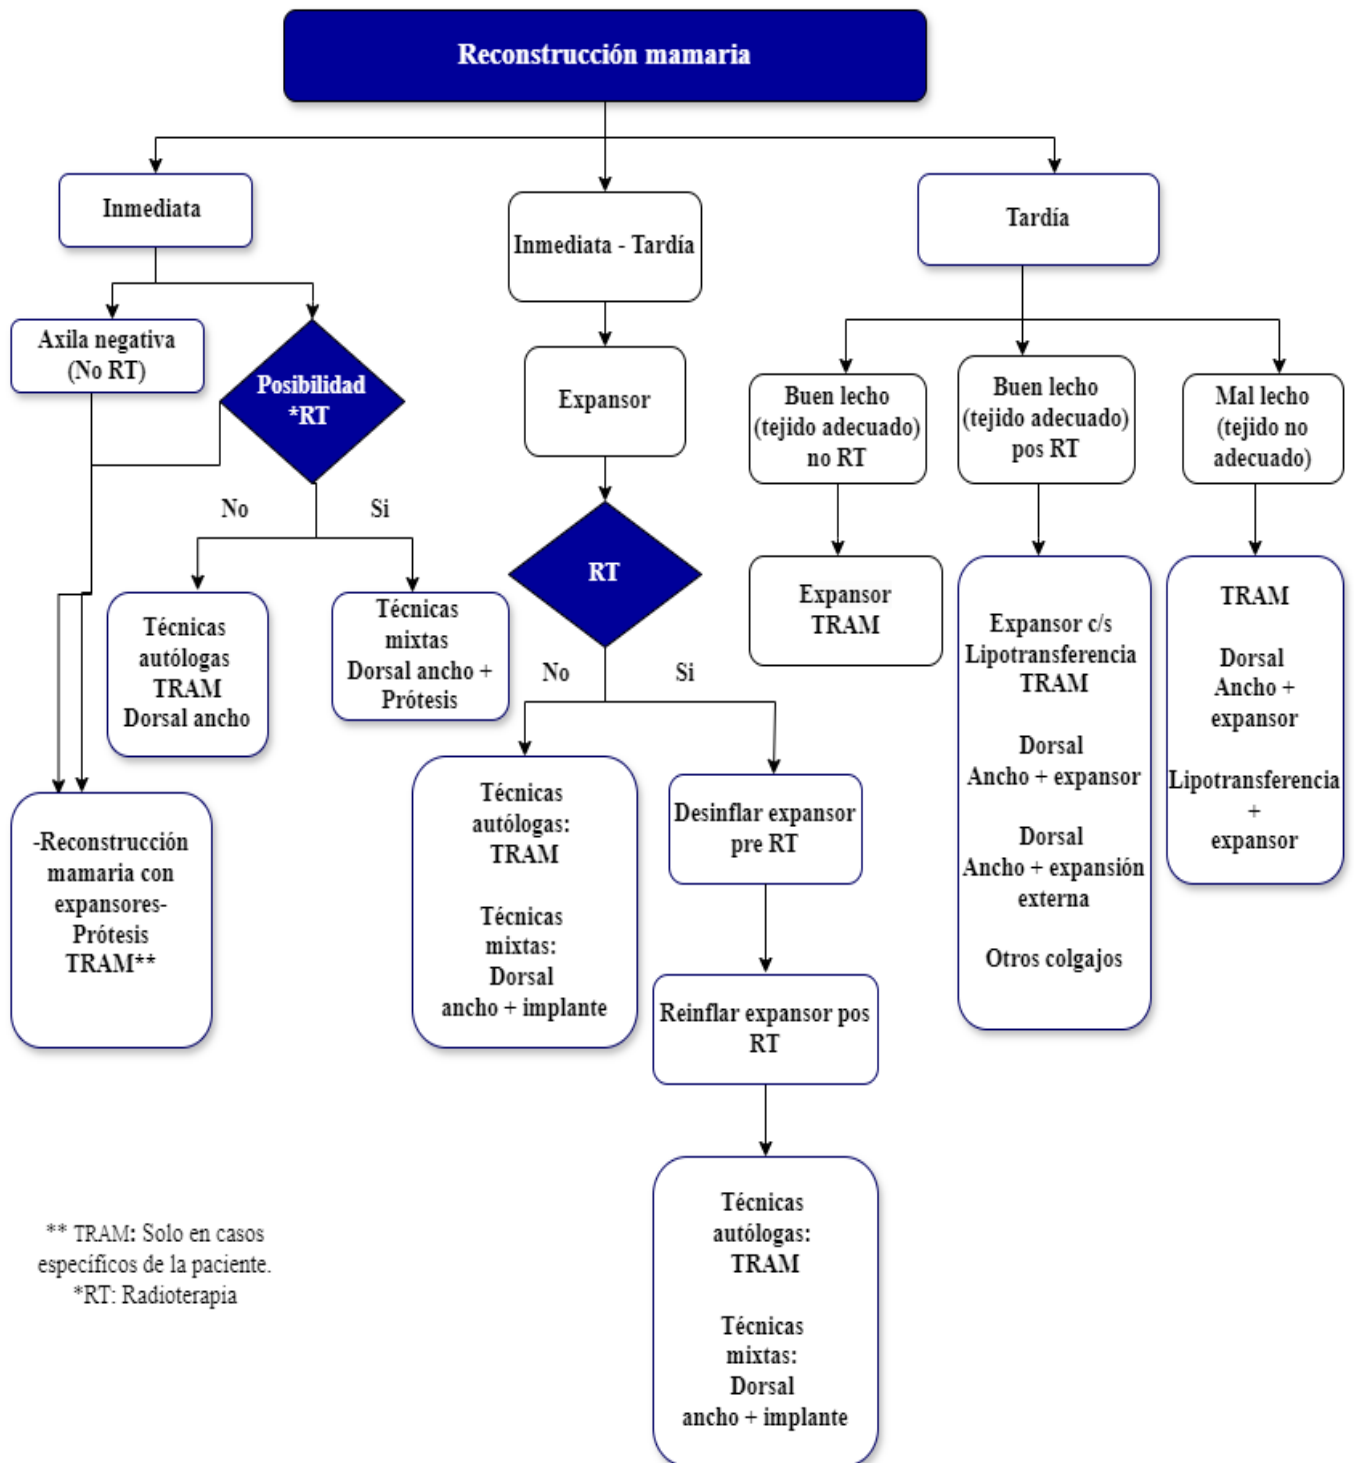 Reconstrucción mamaria
Inmediata
Inmediata - Tardía
Tardía
Axila negativa
(No RT)
Posibilidad
*RT
No
Si
Técnicas
autólogas
TRAM
Dorsal ancho
Técnicas
mixtas
Dorsal ancho +
Prótesis
-Reconstrucción
mamaria con
expansores-
Prótesis
TRAM**
Expansor
RT
No
Si
Técnicas
autólogas:
TRAM
Técnicas
mixtas:
Dorsal
ancho + implante
Desinflar expansor
pre RT
Reinflar expansor pos
RT
Técnicas
autólogas:
TRAM
Técnicas
mixtas:
Dorsal
ancho + implante
Buen lecho
(tejido adecuado)
no RT
Expansor
TRAM
Buen lecho
(tejido adecuado)
pos RT
Expansor c/s
Lipotransferencia
TRAM
Dorsal
Ancho + expansor
Dorsal
Ancho + expansión
externa
Otros colgajos
Mal lecho
(tejido no
adecuado)
TRAM
Dorsal
Ancho +
expansor
Lipotransferencia
+
expansor
** TRAM: Solo en casos
específicos de la paciente.
*RT: Radioterapia